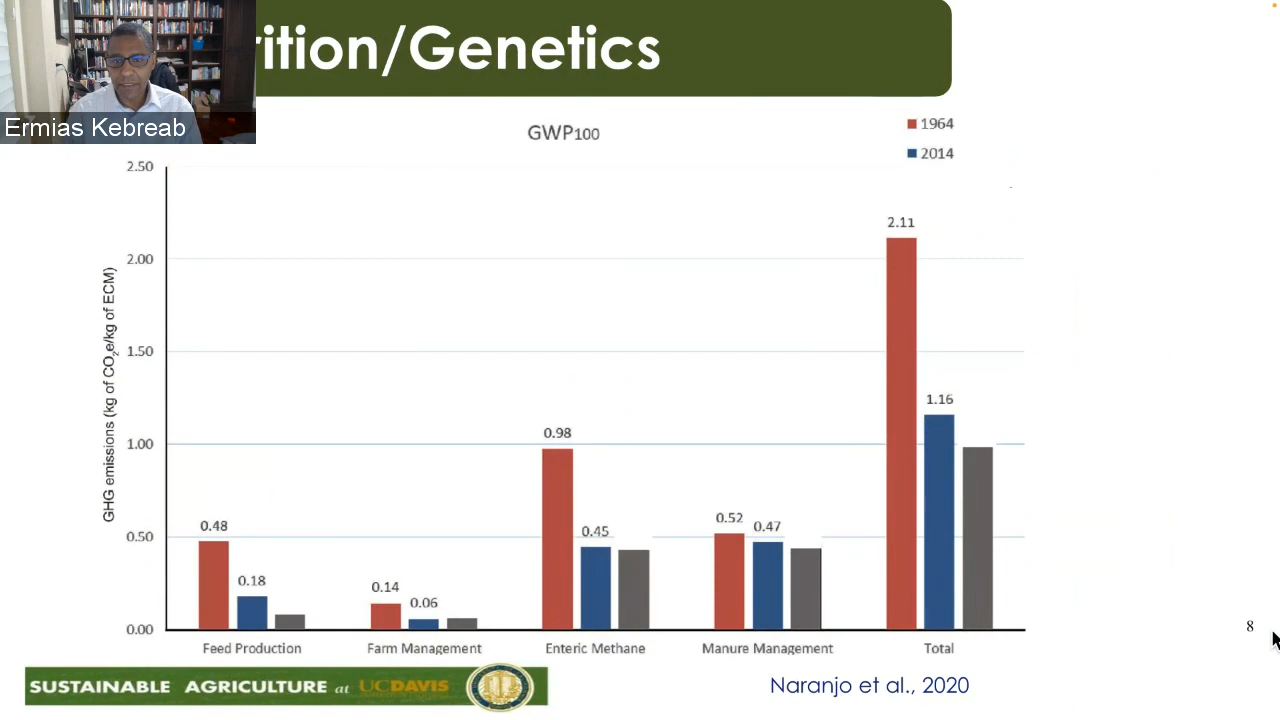 rition/Genetics
Ermias Kebreab
GWP100
1964
2014
2.50
2.00
1.50
1.00
0.50
0.00
GHG emissions (kg of CO2e/kg of ECM)
0.48
0.18
0.14
0.06
0.98
0.45
0.52
0.47
2.11
1.16
Feed Production
Farm Management
Enteric Methane
Manure Management
Total
8
SUSTAINABLE AGRICULTURE at UCDAVIS
Naranjo et al., 2020